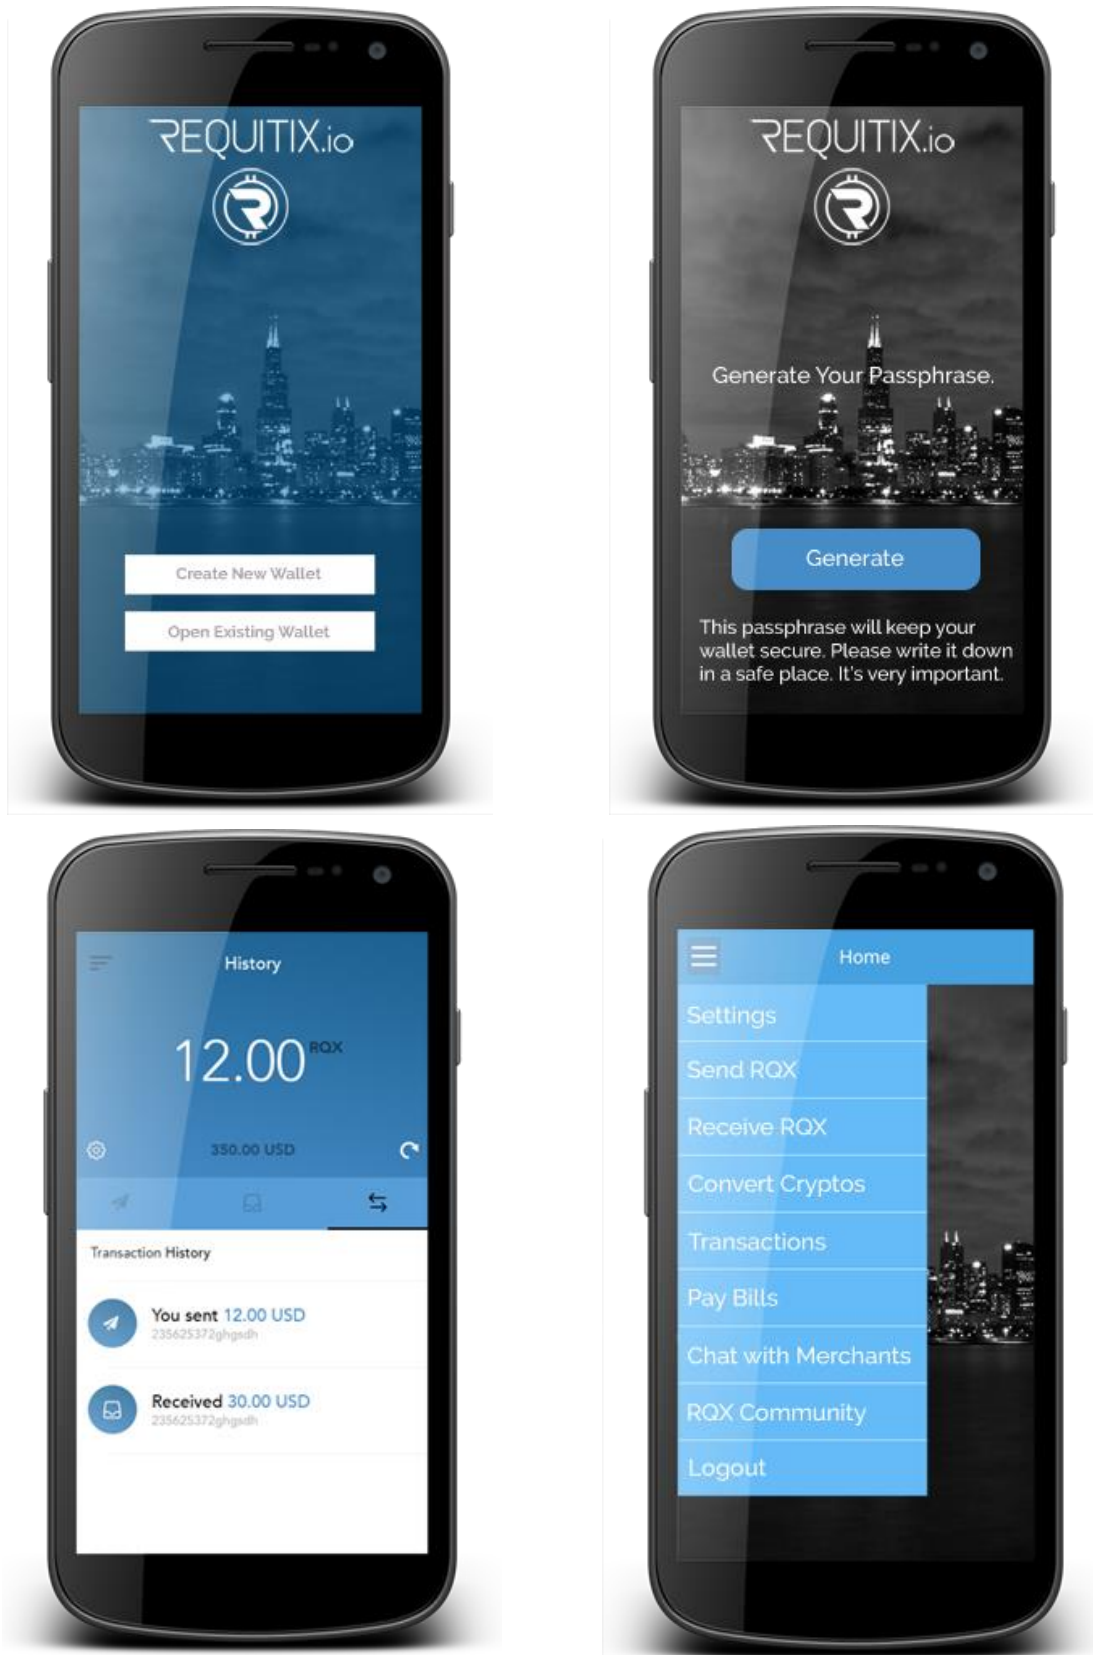 REQUITIX.io
Create New Wallet
Open Existing Wallet
REQUITIX.io
Generate Your Passphrase.
Generate
This passphrase will keep your
wallet secure. Please write it down
in a safe place. It's very important.
History
12.00 RQX
350.00 USD
Transaction History
You sent 12.00 USD
235625372ghgsdh
Received 30.00 USD
235625372ghgsdh
Home
Settings
Send RQX
Receive RQX
Convert Cryptos
Transactions
Pay Bills
Chat with Merchants
RQX Community
Logout